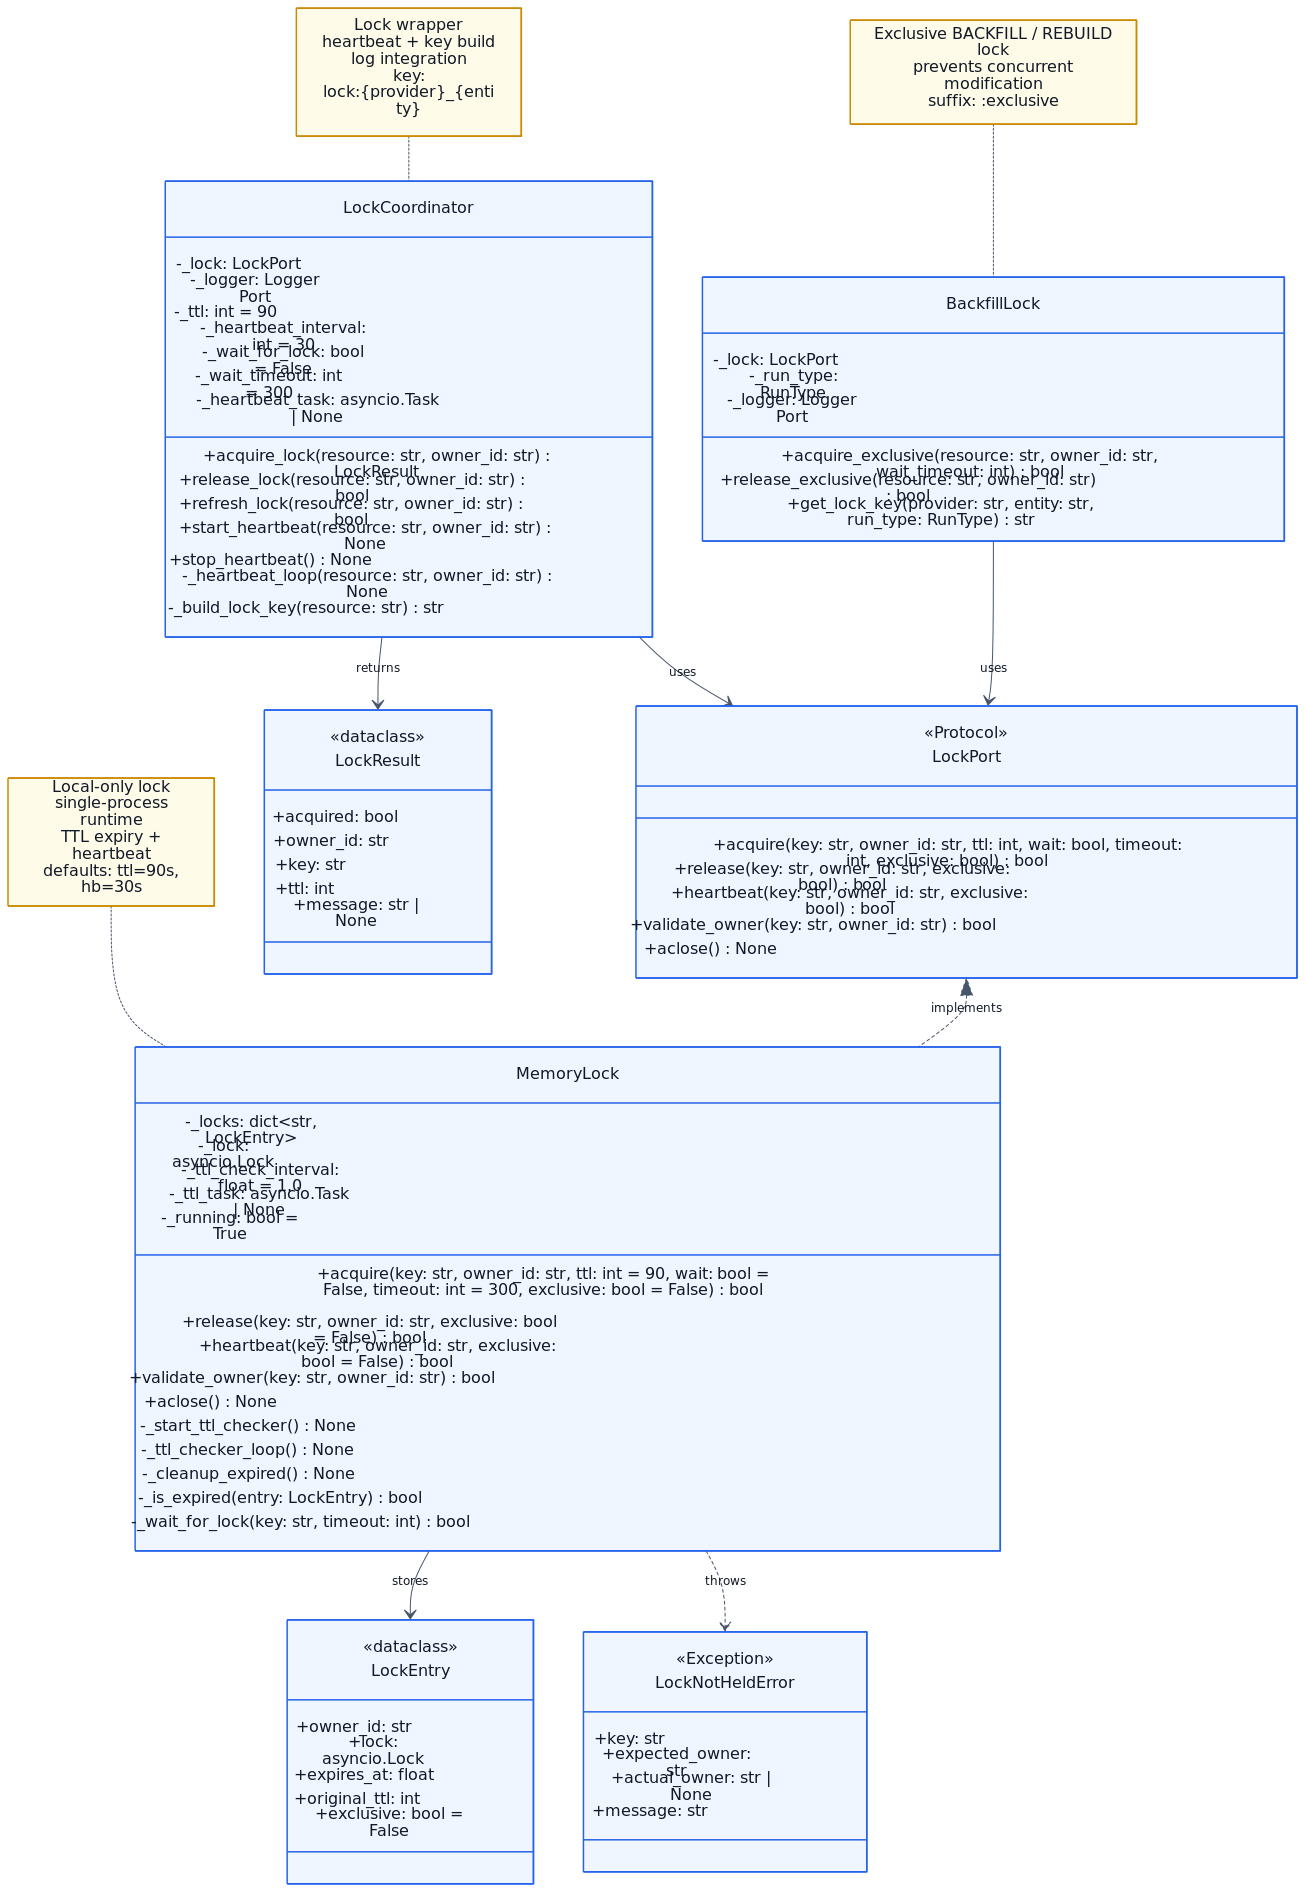 Lock wrapper
heartbeat + key build
log integration
key:
lock:{provider}_{enti
ty}
Exclusive BACKFILL / REBUILD
lock
prevents concurrent
modification
suffix: :exclusive
LockCoordinator
-_lock: LockPort
-_logger: Logger
Port
-_ttl: int = 90
-_heartbeat_interval:
int = 30
-_wait_for_lock: bool
= False
-_wait_timeout: int
= 300
-_heartbeat_task: asyncio.Task
| None
+acquire_lock(resource: str, owner_id: str) :
LockResult
+release_lock(resource: str, owner_id: str) :
bool
+refresh_lock(resource: str, owner_id: str) :
bool
+start_heartbeat(resource: str, owner_id: str) :
None
+stop_heartbeat() : None
-_heartbeat_loop(resource: str, owner_id: str) :
None
-_build_lock_key(resource: str) : str
BackfillLock
-_lock: LockPort
-_run_type:
RunType
-_logger: Logger
Port
+acquire_exclusive(resource: str, owner_id: str,
wait_timeout: int) : bool
+release_exclusive(resource: str, owner_id: str)
: bool
+get_lock_key(provider: str, entity: str,
run_type: RunType) : str
returns
uses
uses
«dataclass»
LockResult
+acquired: bool
+owner_id: str
+key: str
+ttl: int
+message: str |
None
«Protocol»
LockPort
+acquire(key: str, owner_id: str, ttl: int, wait: bool, timeout:
int, exclusive: bool) : bool
+release(key: str, owner_id: str, exclusive:
bool) : bool
+heartbeat(key: str, owner_id: str, exclusive:
bool) : bool
+validate_owner(key: str, owner_id: str) : bool
+aclose() : None
Local-only lock
single-process
runtime
TTL expiry +
heartbeat
defaults: ttl=90s,
hb=30s
implements
MemoryLock
-_locks: dict<str,
LockEntry>
-_lock:
asyncio.Lock
-_ttl_check_interval:
float = 1.0
-_ttl_task: asyncio.Task
| None
-_running: bool =
True
+acquire(key: str, owner_id: str, ttl: int = 90, wait: bool =
False, timeout: int = 300, exclusive: bool = False) : bool
+release(key: str, owner_id: str, exclusive: bool
= False) : bool
+heartbeat(key: str, owner_id: str, exclusive:
bool = False) : bool
+validate_owner(key: str, owner_id: str) : bool
+aclose() : None
-_start_ttl_checker() : None
-_ttl_checker_loop() : None
-_cleanup_expired() : None
-_is_expired(entry: LockEntry) : bool
-_wait_for_lock(key: str, timeout: int) : bool
stores
throws
«dataclass»
LockEntry
+owner_id: str
+lock:
asyncio.Lock
+expires_at: float
+original_ttl: int
+exclusive: bool =
False
«Exception»
LockNotHeldError
+key: str
+expected_owner:
str
+actual_owner: str |
None
+message: str